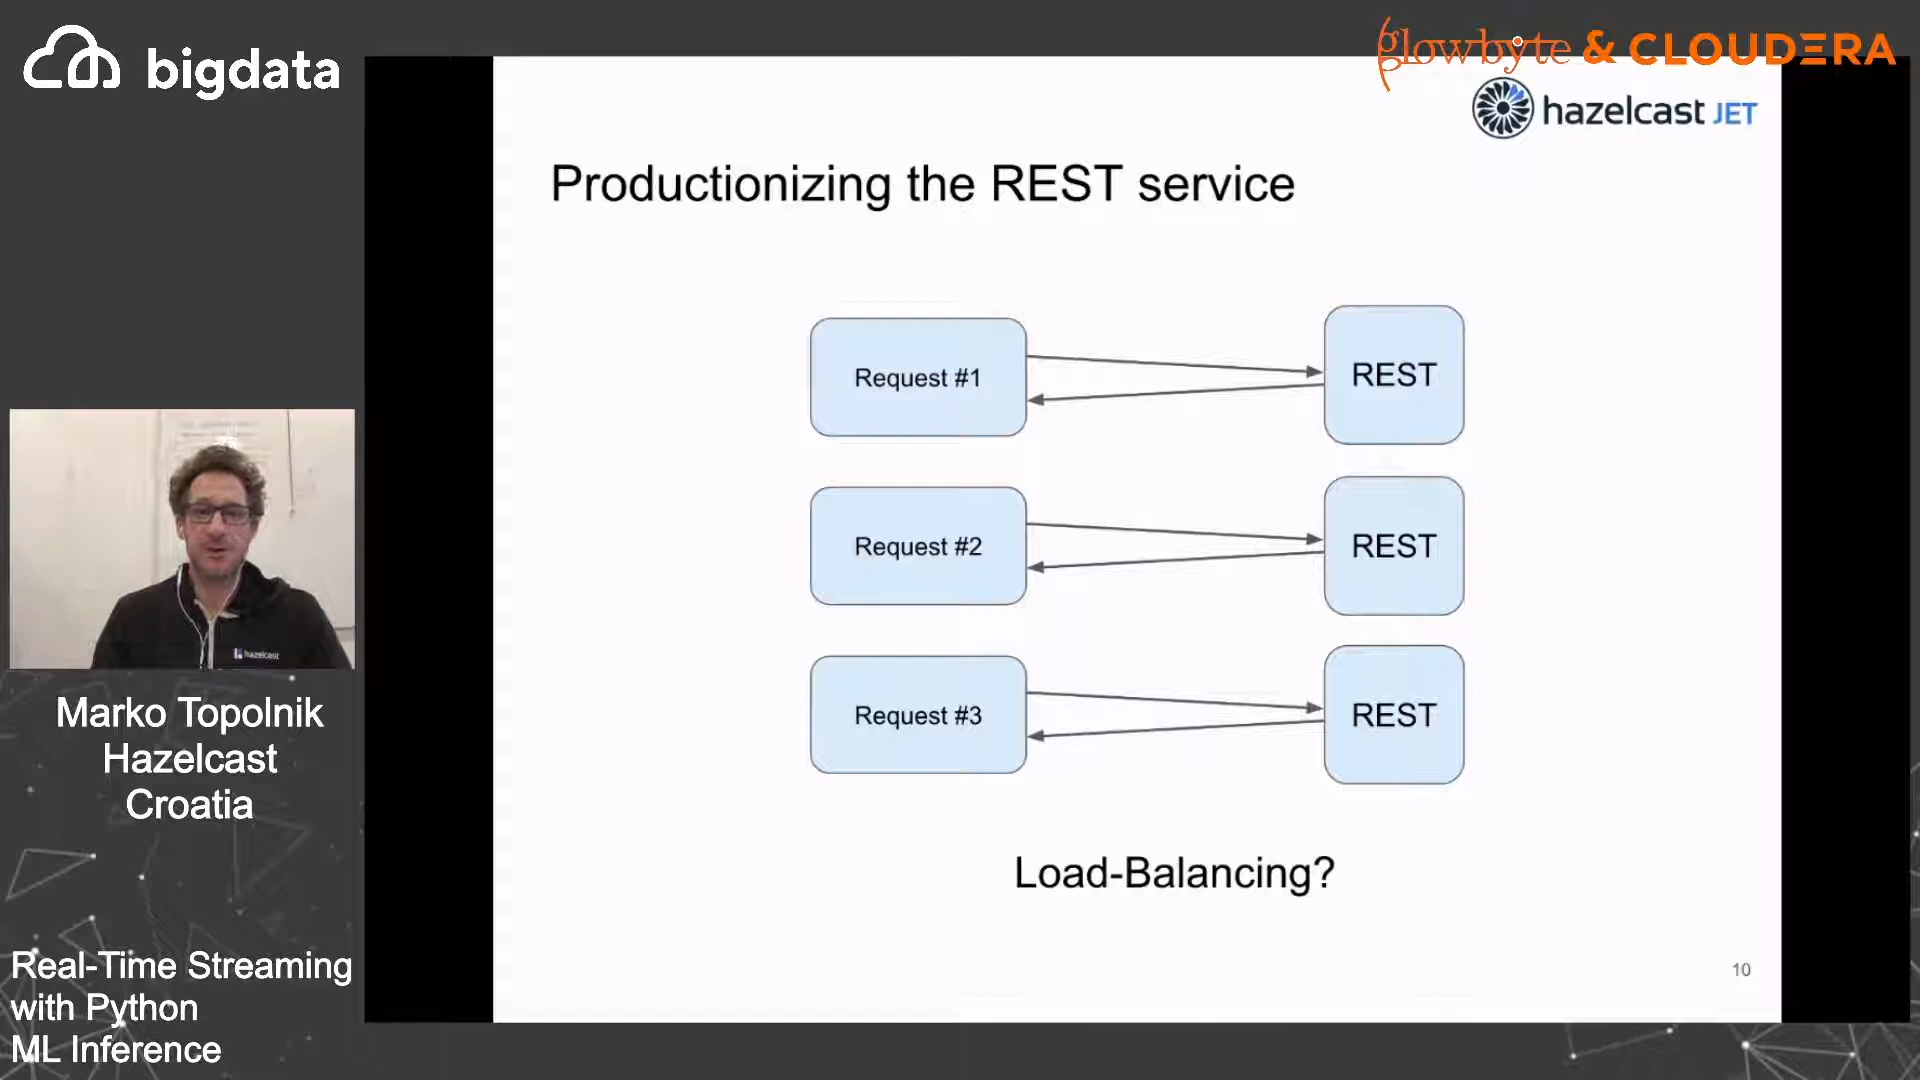 bigdata
glowbyte & CLOUDERA
hazelcast JET
Productionizing the REST service
Request #1
REST
Request #2
REST
Request #3
REST
Load-Balancing?
10
hazelcast
Marko Topolnik
Hazelcast
Croatia
Real-Time Streaming
with Python
ML Inference